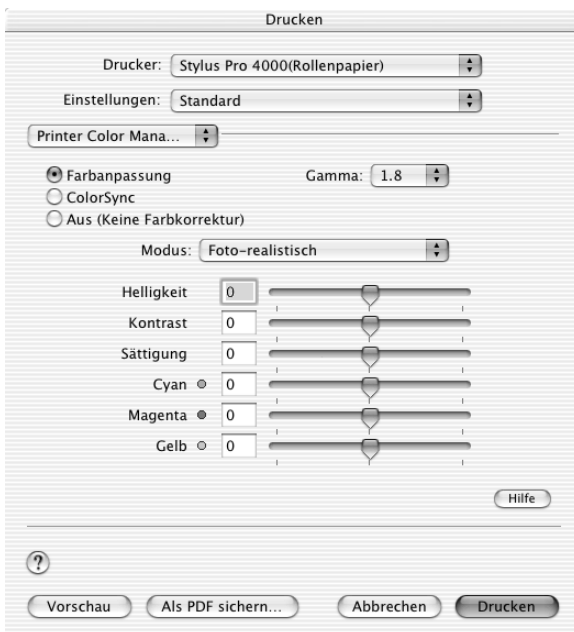 Drucken
Drucker: Stylus Pro 4000(Rollenpapier)
Einstellungen: Standard
Printer Color Mana...
Farbanpassung Gamma: 1.8
ColorSync
Aus (Keine Farbkorrektur)
Modus: Foto-realistisch
Helligkeit 0
Kontrast 0
Sättigung 0
Cyan 0
Magenta 0
Gelb 0
Hilfe
?
Vorschau Als PDF sichern... Abbrechen Drucken